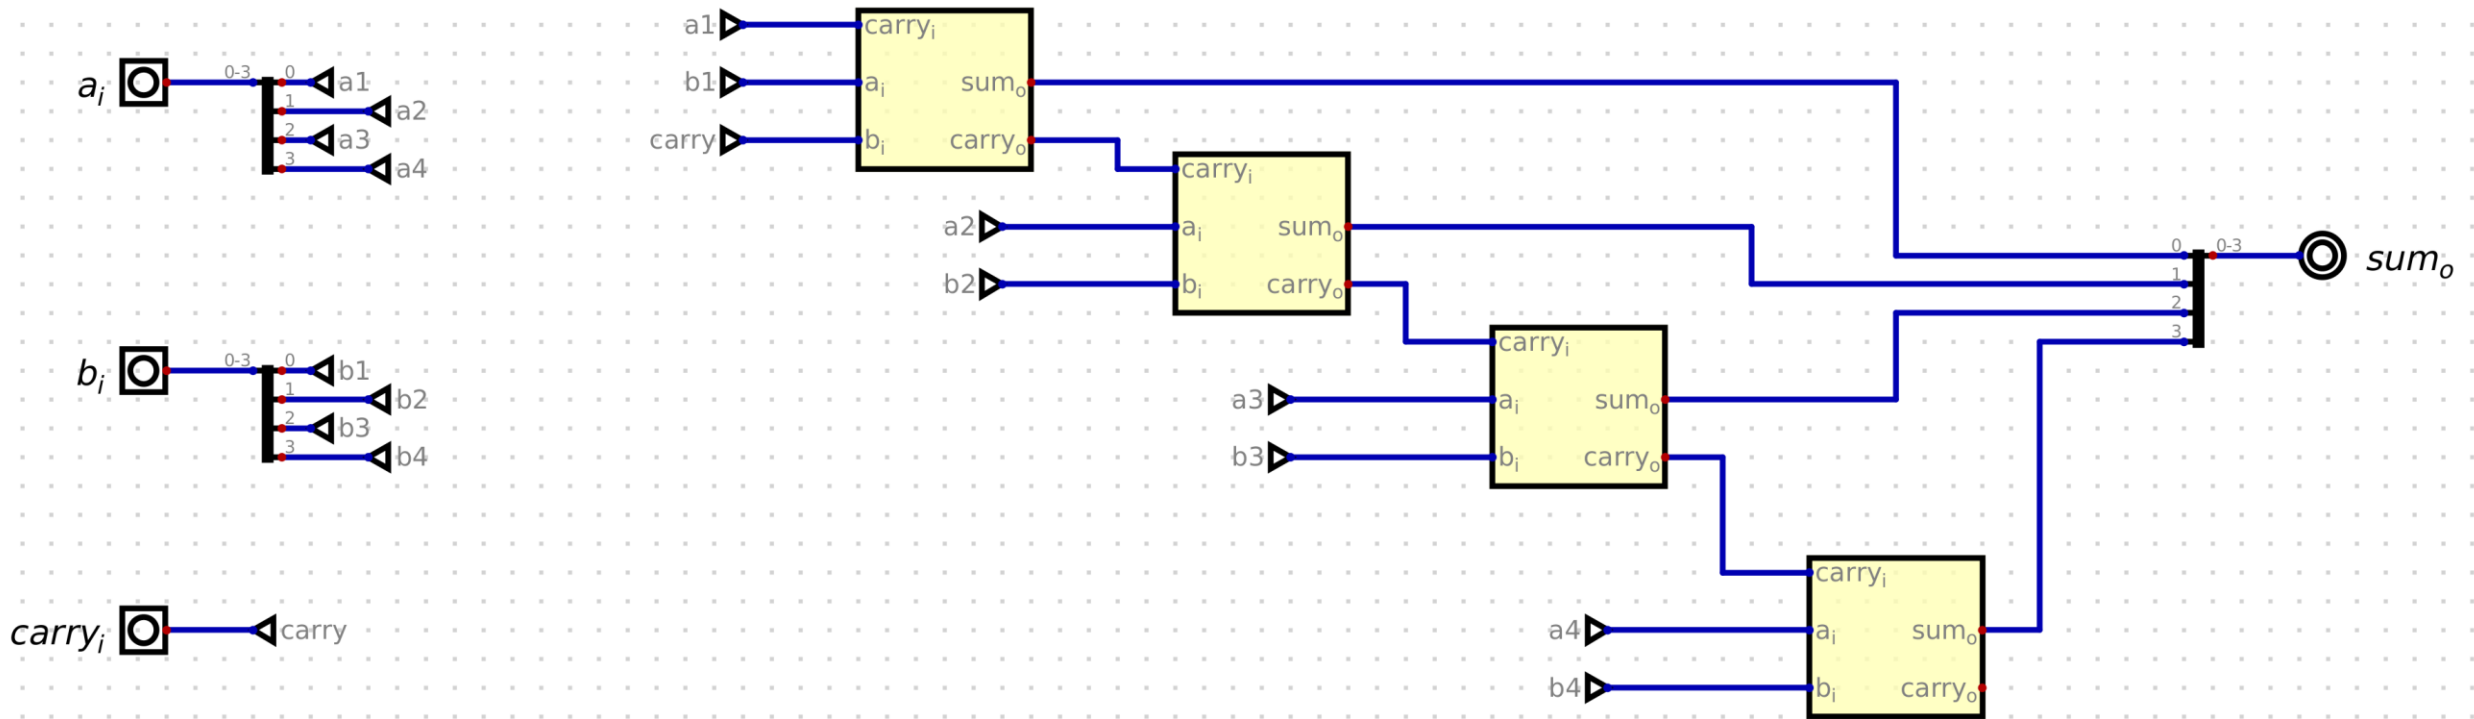 a1 carryᵢ
aᵢ 0-3 0 a1 b1 aᵢ sumₒ
1 a2
2 a3 carry bᵢ carryₒ
3 a4 carryᵢ
a2 aᵢ sumₒ
0 0-3 sumₒ
b2 bᵢ carryₒ 1
2
3
carryᵢ
bᵢ 0-3 0 b1
1 b2 a3 aᵢ sumₒ
2 b3
3 b4 b3 bᵢ carryₒ
carryᵢ
carryᵢ carry a4 aᵢ sumₒ
b4 bᵢ carryₒ